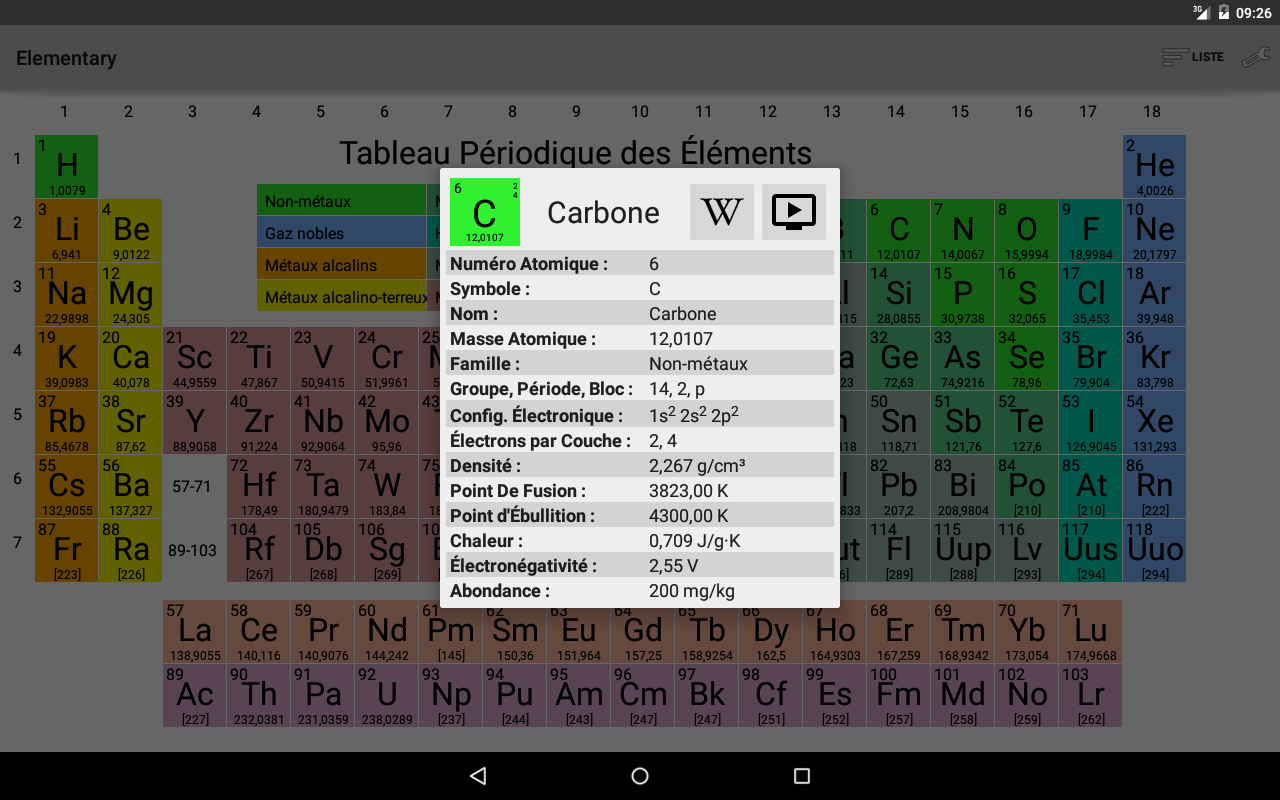 3G 09:26
Elementary LISTE
1 2 3 4 5 6 7 8 9 10 11 12 13 14 15 16 17 18
Tableau Périodique des Éléments
1 1 H 1,0079 2 He 4,0026
Non-métaux
Gaz nobles
Métaux alcalins
Métaux alcalino-terreux
2 3 Li 6,941 4 Be 9,0122 6 C 12,0107 7 N 14,0067 8 O 15,9994 9 F 18,9984 10 Ne 20,1797
3 11 Na 22,9898 12 Mg 24,305 14 Si 28,0855 15 P 30,9738 16 S 32,065 17 Cl 35,453 18 Ar 39,948
4 19 K 39,0983 20 Ca 40,078 21 Sc 44,9559 22 Ti 47,867 23 V 50,9415 24 Cr 51,9961 32 Ge 72,63 33 As 74,9216 34 Se 78,96 35 Br 79,904 36 Kr 83,798
5 37 Rb 85,4678 38 Sr 87,62 39 Y 88,9058 40 Zr 91,224 41 Nb 92,9064 42 Mo 95,96 43 50 Sn 118,71 51 Sb 121,76 52 Te 127,6 53 I 126,9045 54 Xe 131,293
6 55 Cs 132,9055 56 Ba 137,327 57-71 72 Hf 178,49 73 Ta 180,9479 74 W 183,84 75 82 Pb 207,2 83 Bi 208,9804 84 Po [210] 85 At [210] 86 Rn [222]
7 87 Fr [223] 88 Ra [226] 89-103 104 Rf [267] 105 Db [268] 106 Sg [269] 114 Fl [289] 115 Uup [288] 116 Lv [293] 117 Uus [294] 118 Uuo [294]
6 2 4 C 12,0107 Carbone W
Numéro Atomique : 6
Symbole : C
Nom : Carbone
Masse Atomique : 12,0107
Famille : Non-métaux
Groupe, Période, Bloc : 14, 2, p
Config. Électronique : 1s² 2s² 2p²
Électrons par Couche : 2, 4
Densité : 2,267 g/cm³
Point De Fusion : 3823,00 K
Point d'Ébullition : 4300,00 K
Chaleur : 0,709 J/g·K
Électronégativité : 2,55 V
Abondance : 200 mg/kg
57 La 138,9055 58 Ce 140,116 59 Pr 140,9076 60 Nd 144,242 61 Pm [145] 62 Sm 150,36 63 Eu 151,964 64 Gd 157,25 65 Tb 158,9254 66 Dy 162,5 67 Ho 164,9303 68 Er 167,259 69 Tm 168,9342 70 Yb 173,054 71 Lu 174,9668
89 Ac [227] 90 Th 232,0381 91 Pa 231,0359 92 U 238,0289 93 Np [237] 94 Pu [244] 95 Am [243] 96 Cm [247] 97 Bk [247] 98 Cf [251] 99 Es [252] 100 Fm [257] 101 Md [258] 102 No [259] 103 Lr [262]